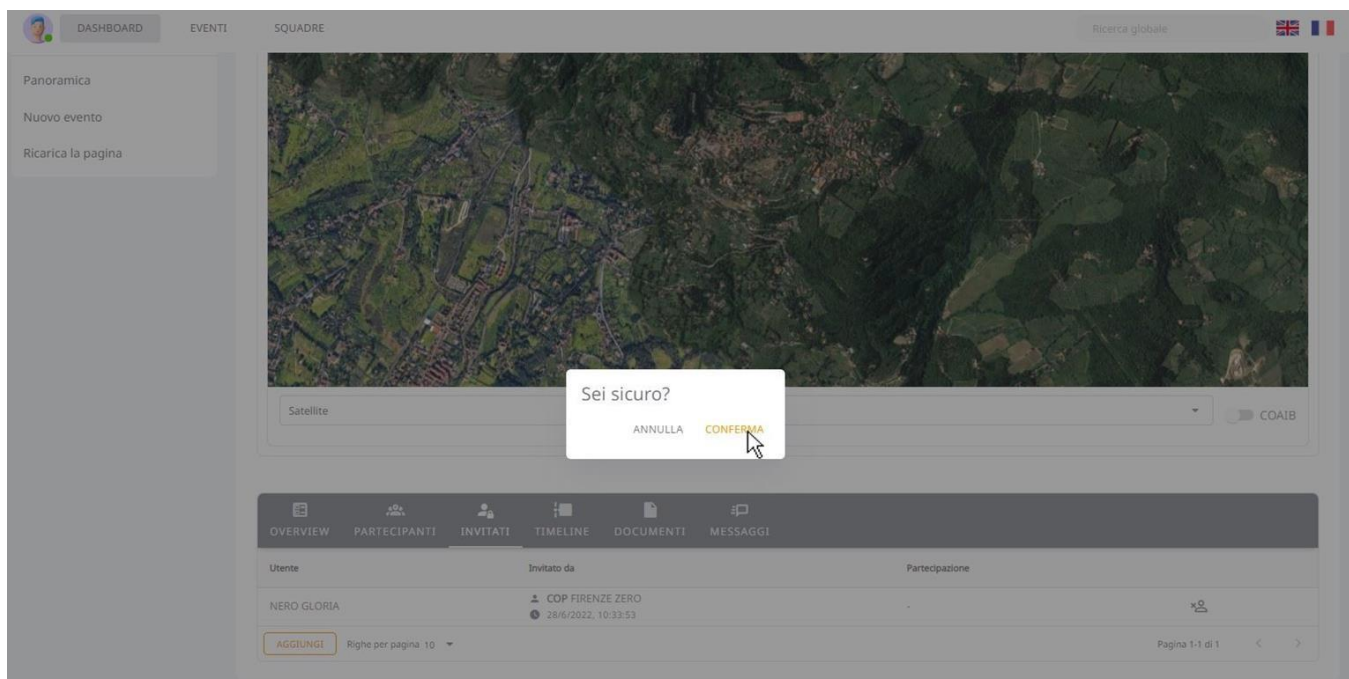 DASHBOARD EVENTI SQUADRE Ricerca globale
Panoramica
Nuovo evento
Ricarica la pagina
Sei sicuro?
ANNULLA CONFERMA
Satellite COAIB
OVERVIEW PARTECIPANTI INVITATI TIMELINE DOCUMENTI MESSAGGI
Utente Invitato da Partecipazione
NERO GLORIA COP FIRENZE ZERO -
28/6/2022, 10:33:53
AGGIUNGI Righe per pagina 10 Pagina 1-1 di 1